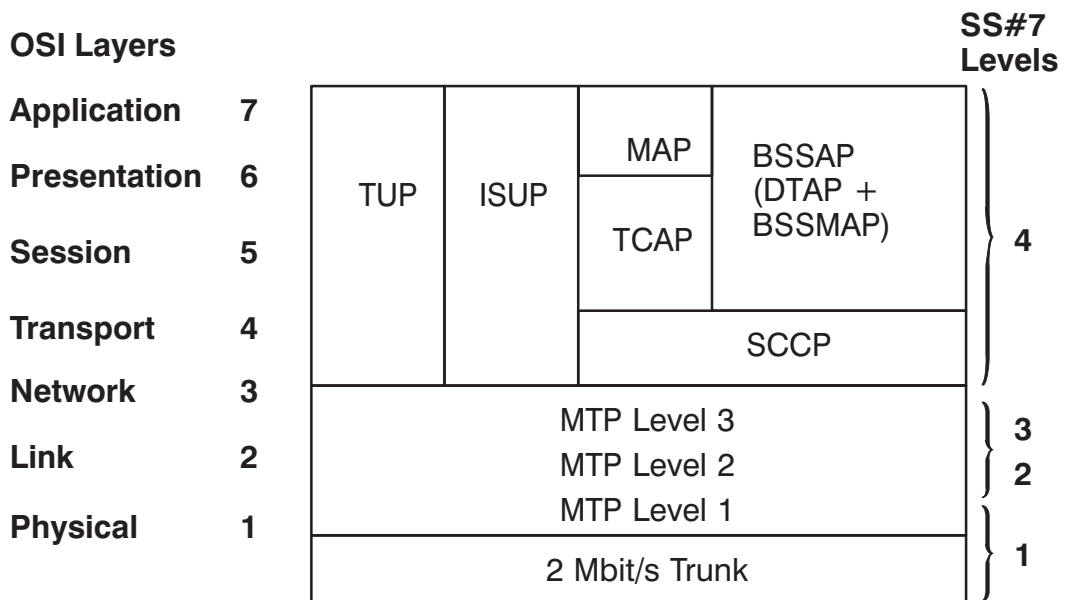 OSI Layers
SS#7
Levels
Application 7
Presentation 6
Session 5
Transport 4
Network 3
Link 2
Physical 1
TUP
ISUP
MAP
TCAP
BSSAP
(DTAP +
BSSMAP)
SCCP
MTP Level 3
MTP Level 2
MTP Level 1
2 Mbit/s Trunk
4
3
2
1